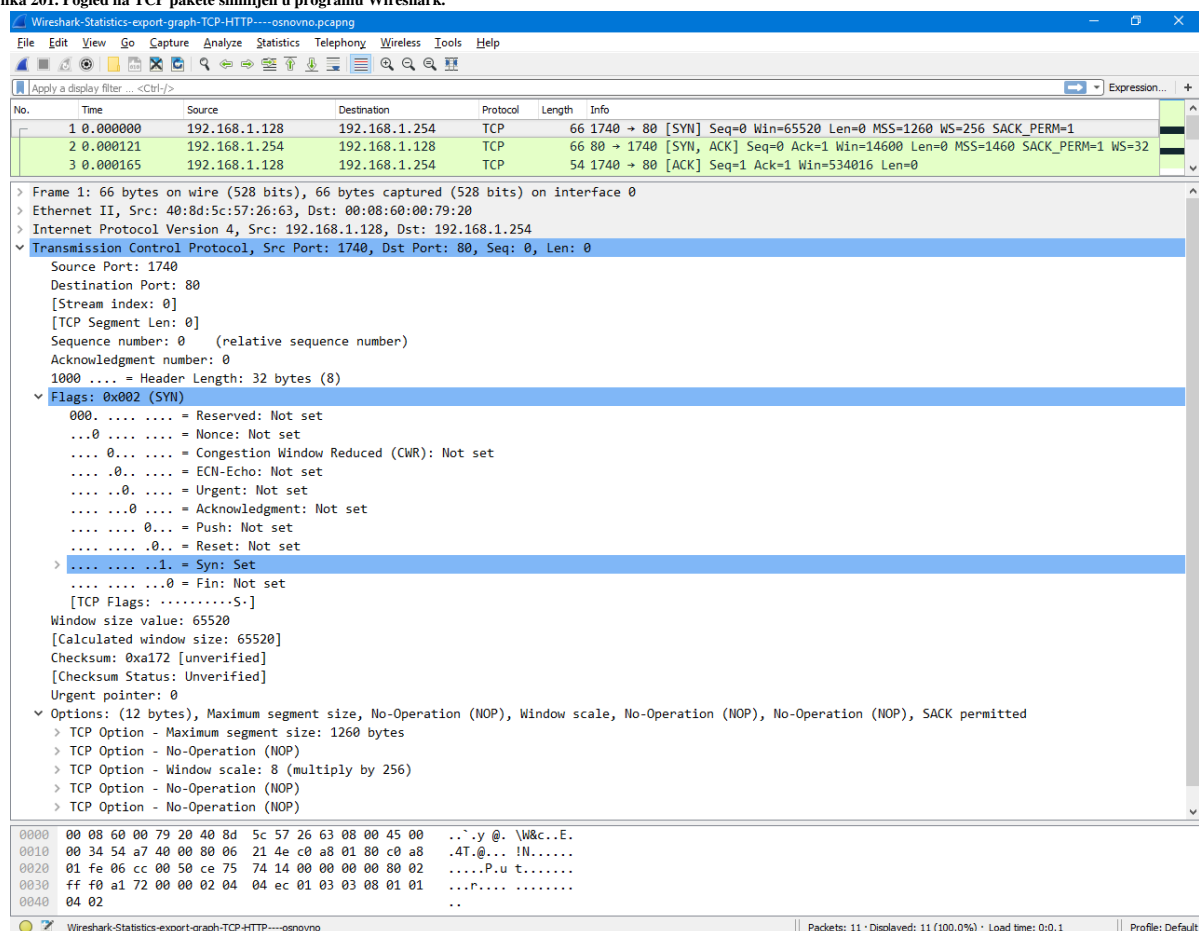 201. Pogled na TCP pakete snimljen u programu Wireshark.
Wireshark-Statistics-export-graph-TCP-HTTP----osnovno.pcapng
File Edit View Go Capture Analyze Statistics Telephony Wireless Tools Help
Apply a display filter ... <Ctrl-/> Expression... +
No. Time Source Destination Protocol Length Info
1 0.000000 192.168.1.128 192.168.1.254 TCP 66 1740 → 80 [SYN] Seq=0 Win=65520 Len=0 MSS=1260 WS=256 SACK_PERM=1
2 0.000121 192.168.1.254 192.168.1.128 TCP 66 80 → 1740 [SYN, ACK] Seq=0 Ack=1 Win=14600 Len=0 MSS=1460 SACK_PERM=1 WS=32
3 0.000165 192.168.1.128 192.168.1.254 TCP 54 1740 → 80 [ACK] Seq=1 Ack=1 Win=534016 Len=0
> Frame 1: 66 bytes on wire (528 bits), 66 bytes captured (528 bits) on interface 0
> Ethernet II, Src: 40:8d:5c:57:26:63, Dst: 00:08:60:00:79:20
> Internet Protocol Version 4, Src: 192.168.1.128, Dst: 192.168.1.254
Transmission Control Protocol, Src Port: 1740, Dst Port: 80, Seq: 0, Len: 0
Source Port: 1740
Destination Port: 80
[Stream index: 0]
[TCP Segment Len: 0]
Sequence number: 0 (relative sequence number)
Acknowledgment number: 0
1000 .... = Header Length: 32 bytes (8)
Flags: 0x002 (SYN)
000. .... .... = Reserved: Not set
...0 .... .... = Nonce: Not set
.... 0... .... = Congestion Window Reduced (CWR): Not set
.... .0.. .... = ECN-Echo: Not set
.... ..0. .... = Urgent: Not set
.... ...0 .... = Acknowledgment: Not set
.... .... 0... = Push: Not set
.... .... .0.. = Reset: Not set
> .... .... ..1. = Syn: Set
.... .... ...0 = Fin: Not set
[TCP Flags: ··········S·]
Window size value: 65520
[Calculated window size: 65520]
Checksum: 0xa172 [unverified]
[Checksum Status: Unverified]
Urgent pointer: 0
Options: (12 bytes), Maximum segment size, No-Operation (NOP), Window scale, No-Operation (NOP), No-Operation (NOP), SACK permitted
> TCP Option - Maximum segment size: 1260 bytes
> TCP Option - No-Operation (NOP)
> TCP Option - Window scale: 8 (multiply by 256)
> TCP Option - No-Operation (NOP)
> TCP Option - No-Operation (NOP)
0000 00 08 60 00 79 20 40 8d 5c 57 26 63 08 00 45 00 ..`.y @. \W&c..E.
0010 00 34 54 a7 40 00 80 06 21 4e c0 a8 01 80 c0 a8 .4T.@... !N......
0020 01 fe 06 cc 00 50 ce 75 74 14 00 00 00 00 80 02 .....P.u t.......
0030 ff f0 a1 72 00 00 02 04 04 ec 01 03 03 08 01 01 ...r.... ........
0040 04 02 ..
Wireshark-Statistics-export-graph-TCP-HTTP----osnovno Packets: 11 · Displayed: 11 (100.0%) · Load time: 0:0.1 Profile: Default